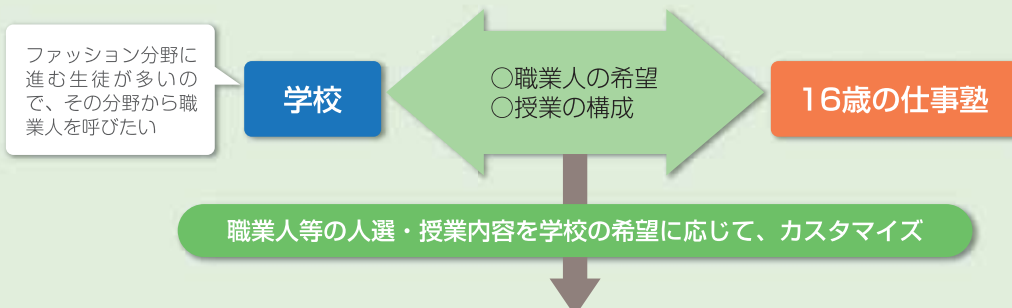 ファッション分野に
進む生徒が多いの
で、その分野から職
業人を呼びたい
学校
○職業人の希望
○授業の構成
16歳の仕事塾
職業人等の人選・授業内容を学校の希望に応じて、カスタマイズ